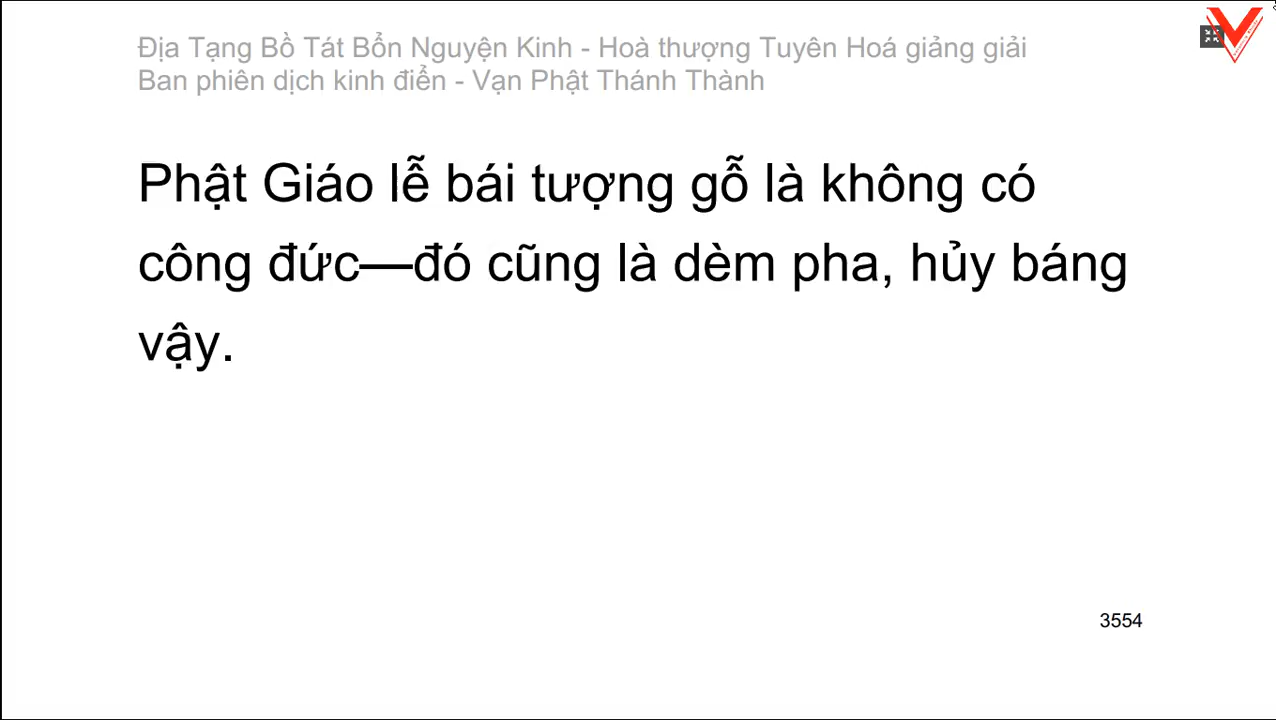 Địa Tạng Bồ Tát Bổn Nguyện Kinh - Hoà thượng Tuyên Hoá giảng giải
Ban phiên dịch kinh điển - Vạn Phật Thánh Thành
Phật Giáo lễ bái tượng gỗ là không có
công đức—đó cũng là dèm pha, hủy báng
vậy.
3554